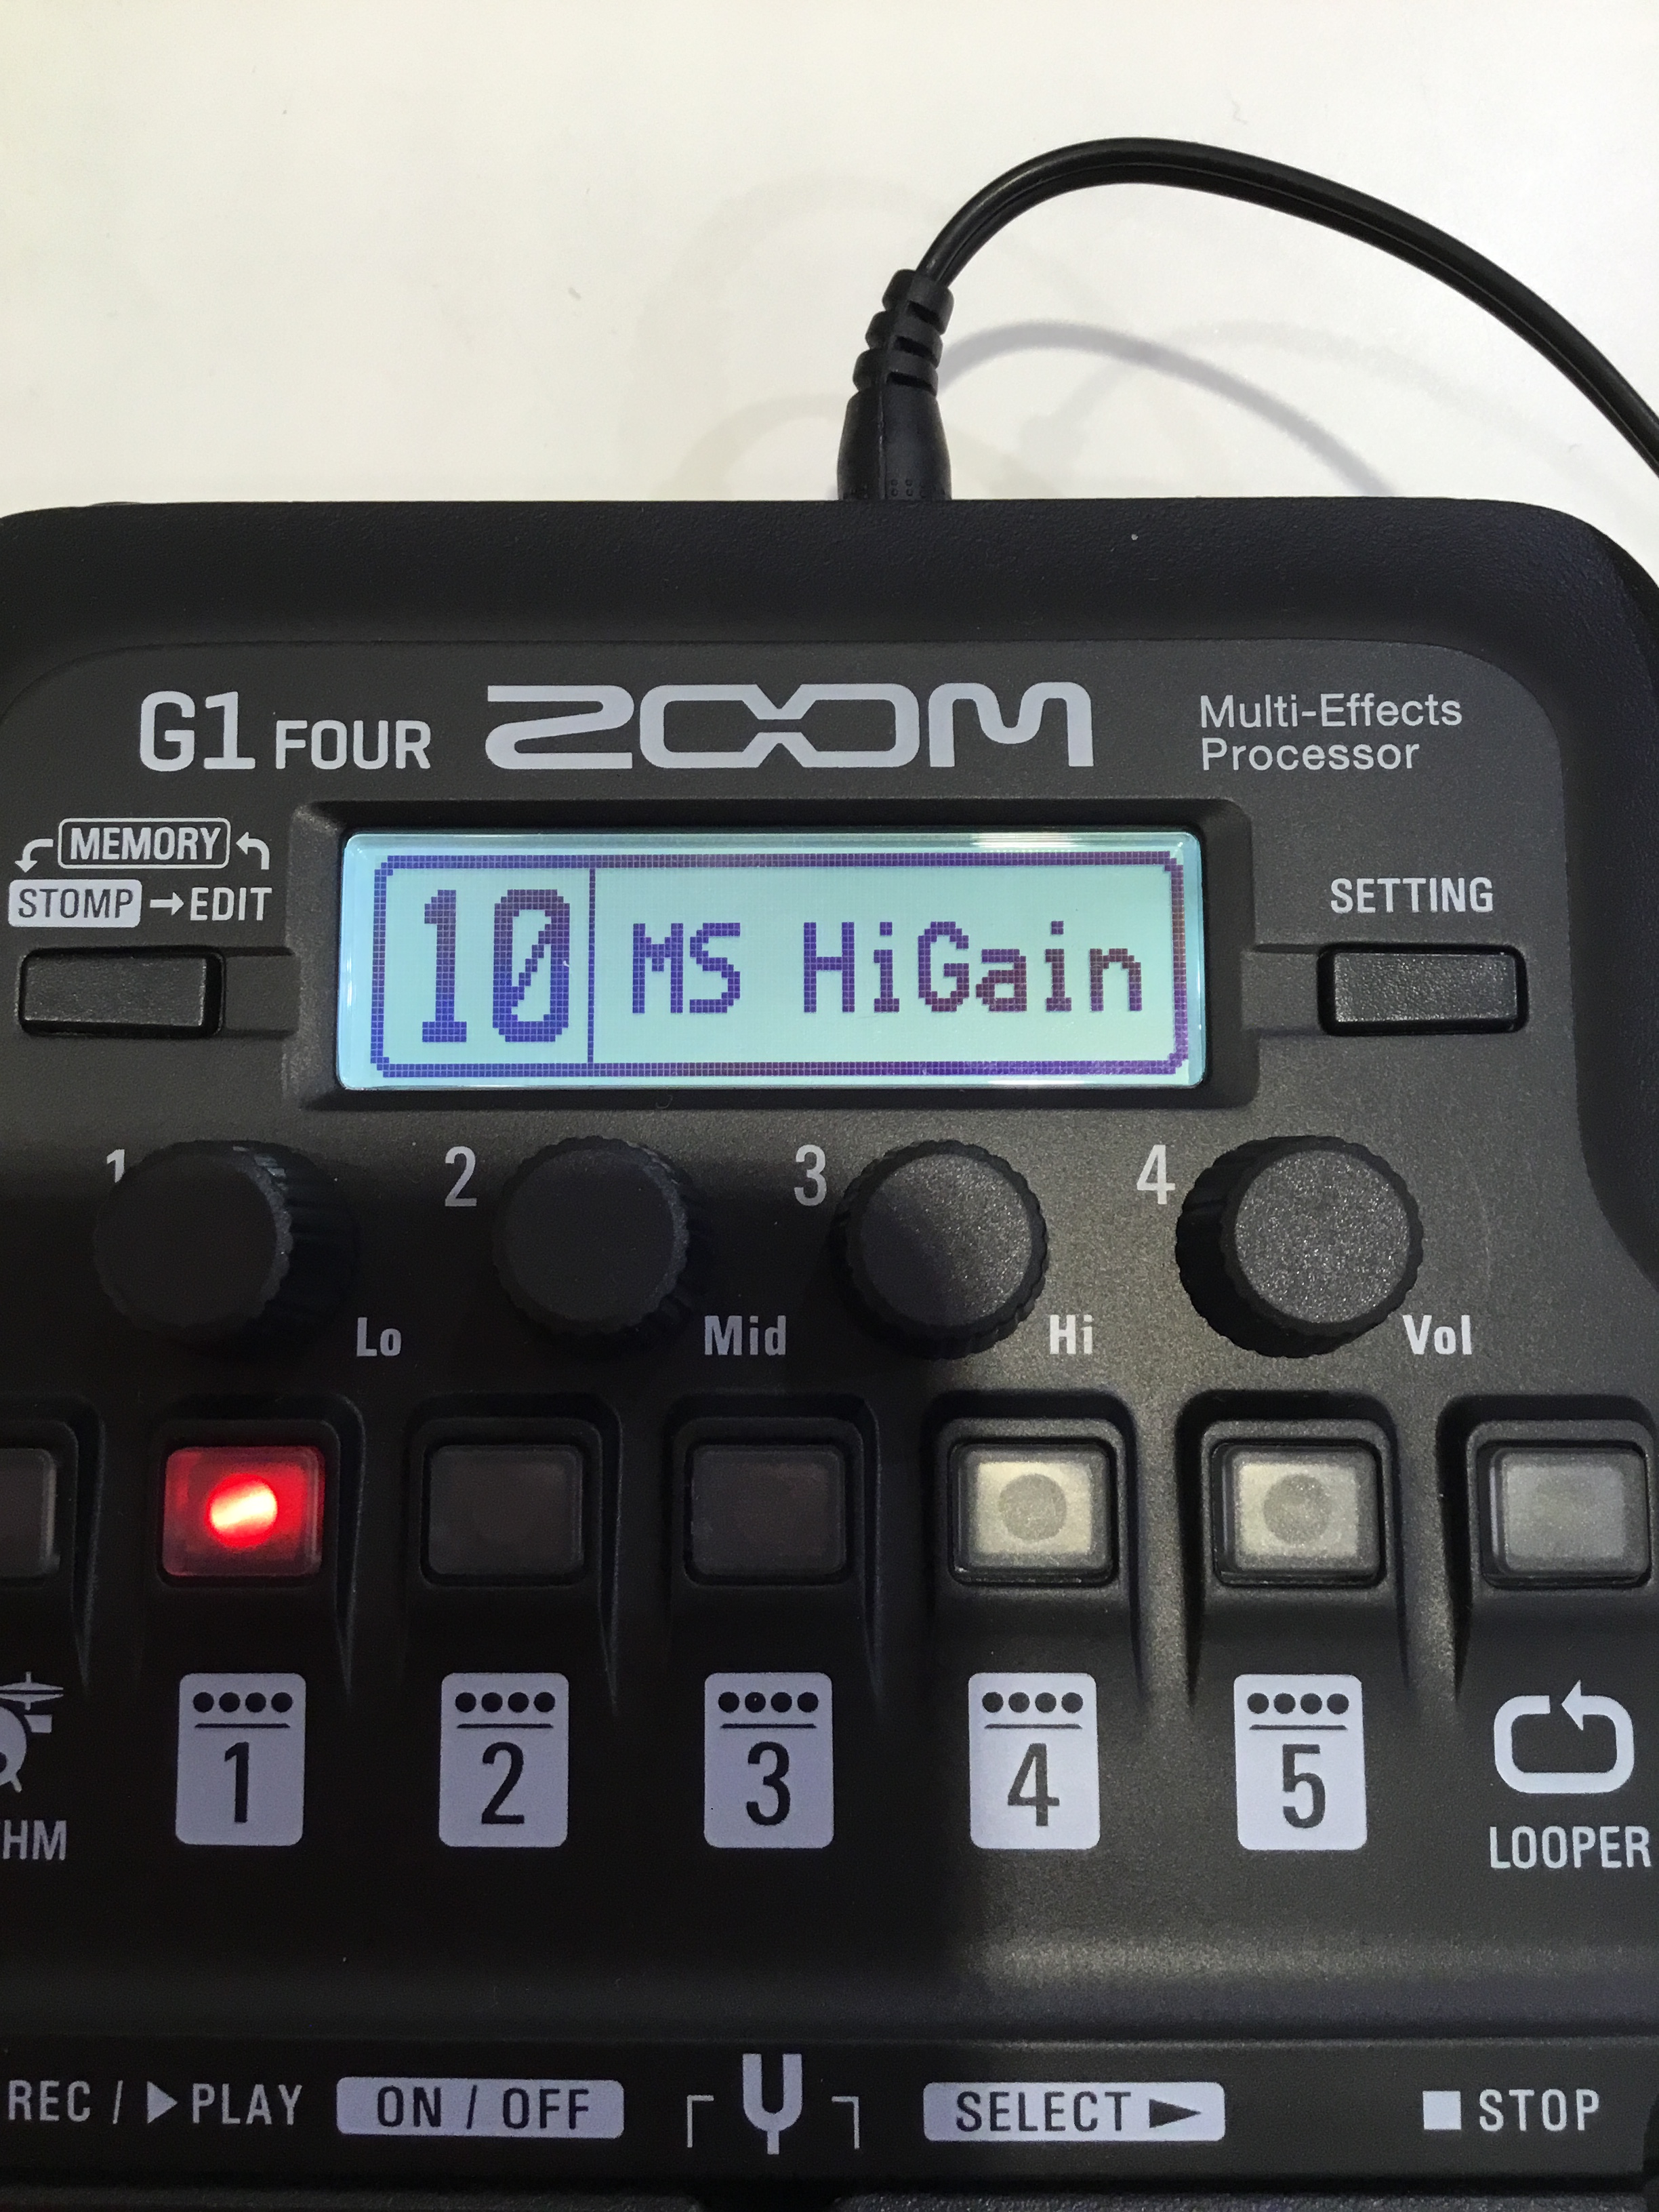 G1 FOUR ZOOM Multi-Effects
Processor
MEMORY
STOMP → EDIT
SETTING
10 MS HiGain
1 2 3 4
Lo Mid Hi Vol
1 2 3 4 5
HM LOOPER
REC / ▶ PLAY ON / OFF SELECT ▶ ■ STOP